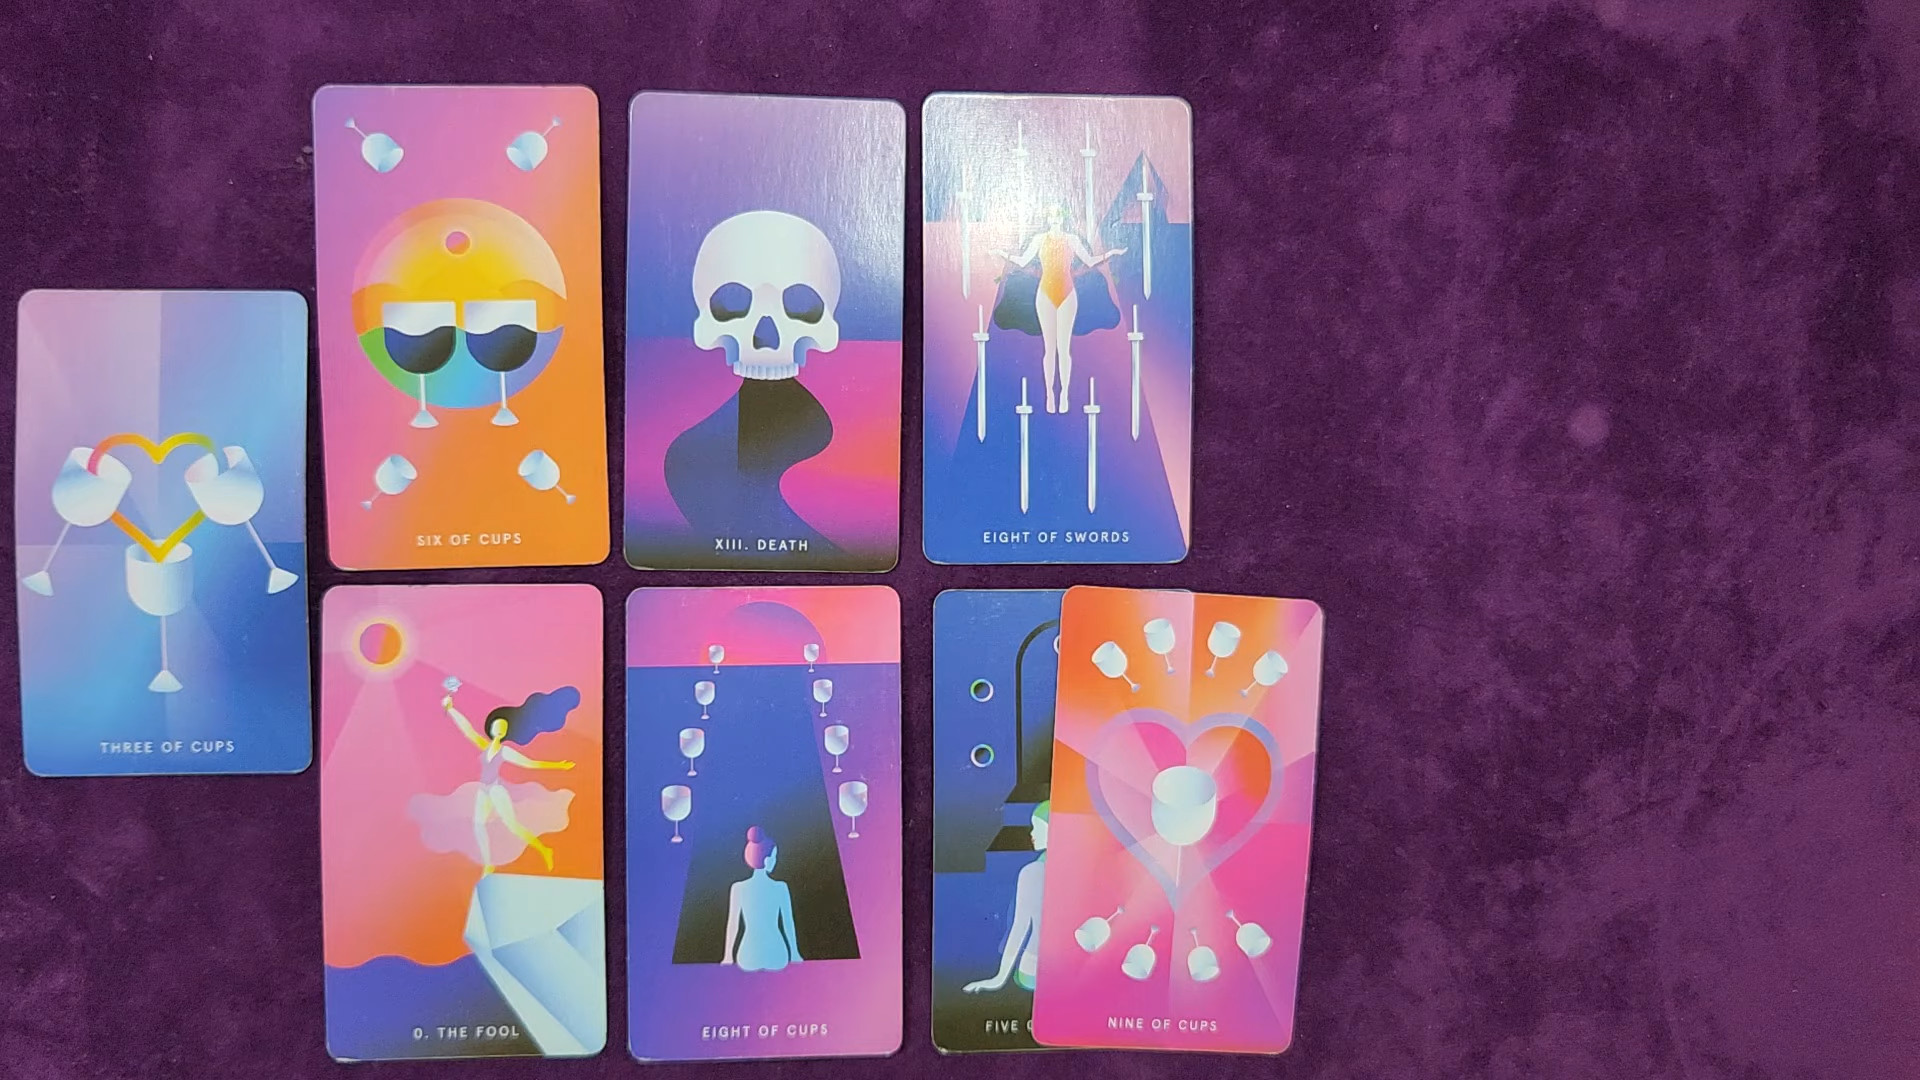 SIX OF CUPS
XIII. DEATH
EIGHT OF SWORDS
THREE OF CUPS
0. THE FOOL
EIGHT OF CUPS
FIVE
NINE OF CUPS